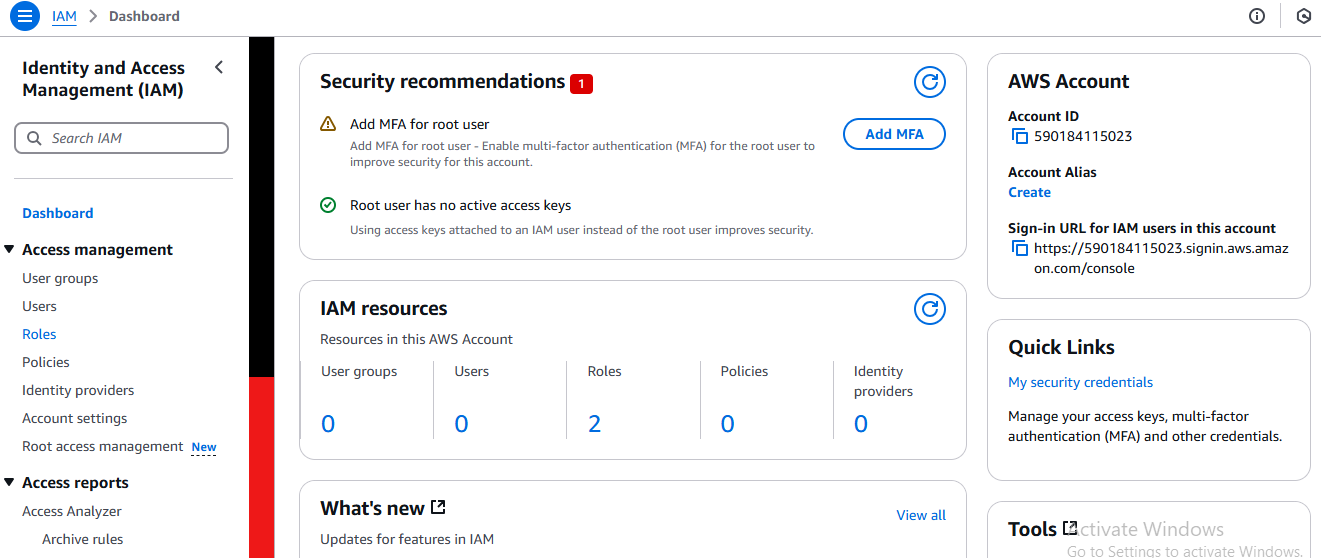 IAM > Dashboard
Identity and Access
Management (IAM)
Search IAM
Dashboard
Access management
User groups
Users
Roles
Policies
Identity providers
Account settings
Root access management New
Access reports
Access Analyzer
Archive rules
Security recommendations 1
Add MFA for root user
Add MFA for root user - Enable multi-factor authentication (MFA) for the root user to
improve security for this account.
Add MFA
Root user has no active access keys
Using access keys attached to an IAM user instead of the root user improves security.
IAM resources
Resources in this AWS Account
User groups
0
Users
0
Roles
2
Policies
0
Identity
providers
0
What's new
View all
Updates for features in IAM
AWS Account
Account ID
590184115023
Account Alias
Create
Sign-in URL for IAM users in this account
https://590184115023.signin.aws.amaz
on.com/console
Quick Links
My security credentials
Manage your access keys, multi-factor
authentication (MFA) and other credentials.
Tools
Activate Windows
Go to Settings to activate Windows.